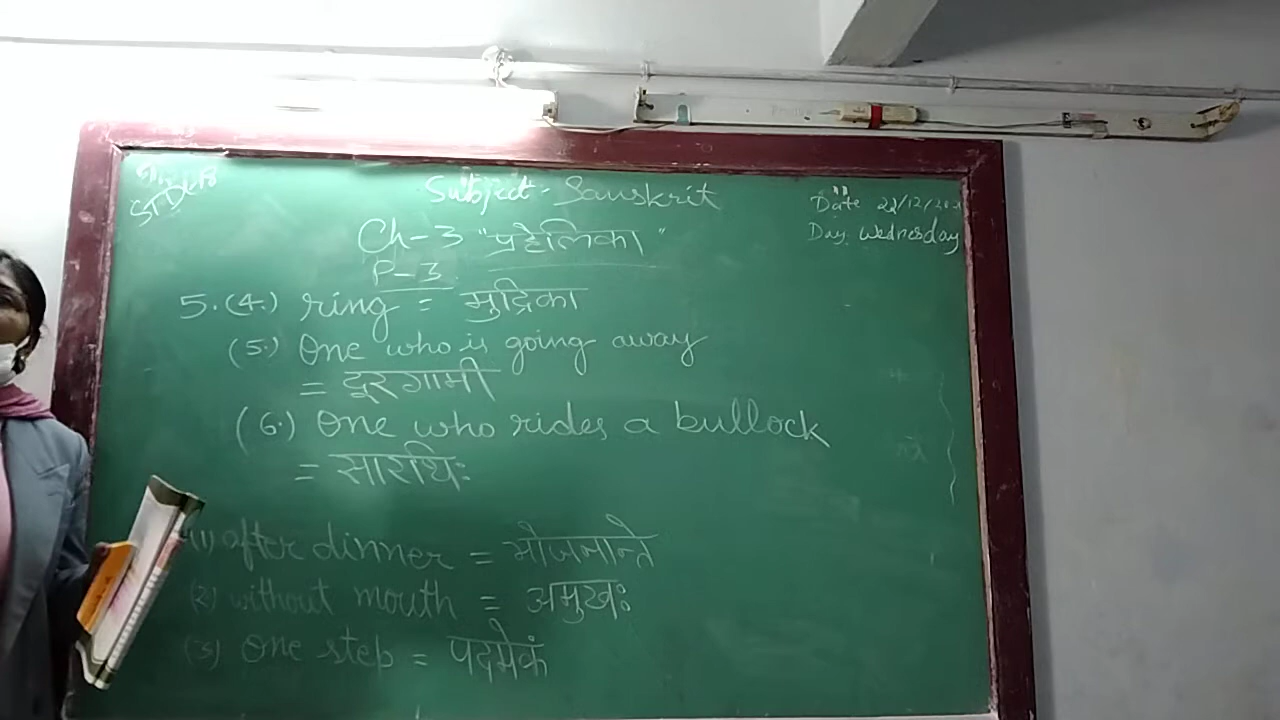 Subject- Sanskrit
Date 22/12/
Day. Wednesday
Ch-3 "प्रहेलिका"
P-3
5.(4.) ring = मुद्रिका
(5.) One who is going away
= दूरगामी
(6.) One who rides a bullock
= सारथिः
(1) after dinner = भोजनान्ते
(2) without mouth = अमुखः
(3) One step = पदमेकं